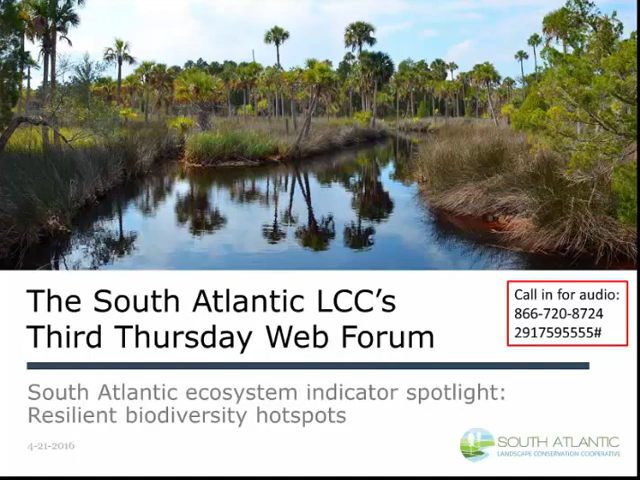 The South Atlantic LCC's
Third Thursday Web Forum
Call in for audio:
866-720-8724
2917595555#
South Atlantic ecosystem indicator spotlight:
Resilient biodiversity hotspots
4-21-2016
SOUTH ATLANTIC
LANDSCAPE CONSERVATION COOPERATIVE